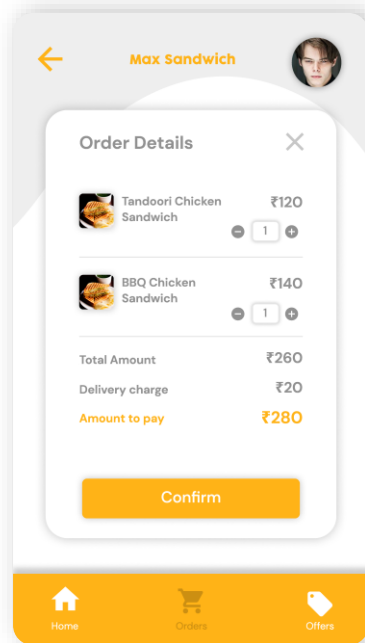 Max Sandwich
Order Details
Tandoori Chicken ₹120
Sandwich
1
BBQ Chicken ₹140
Sandwich
1
Total Amount ₹260
Delivery charge ₹20
Amount to pay ₹280
Confirm
Home Orders Offers